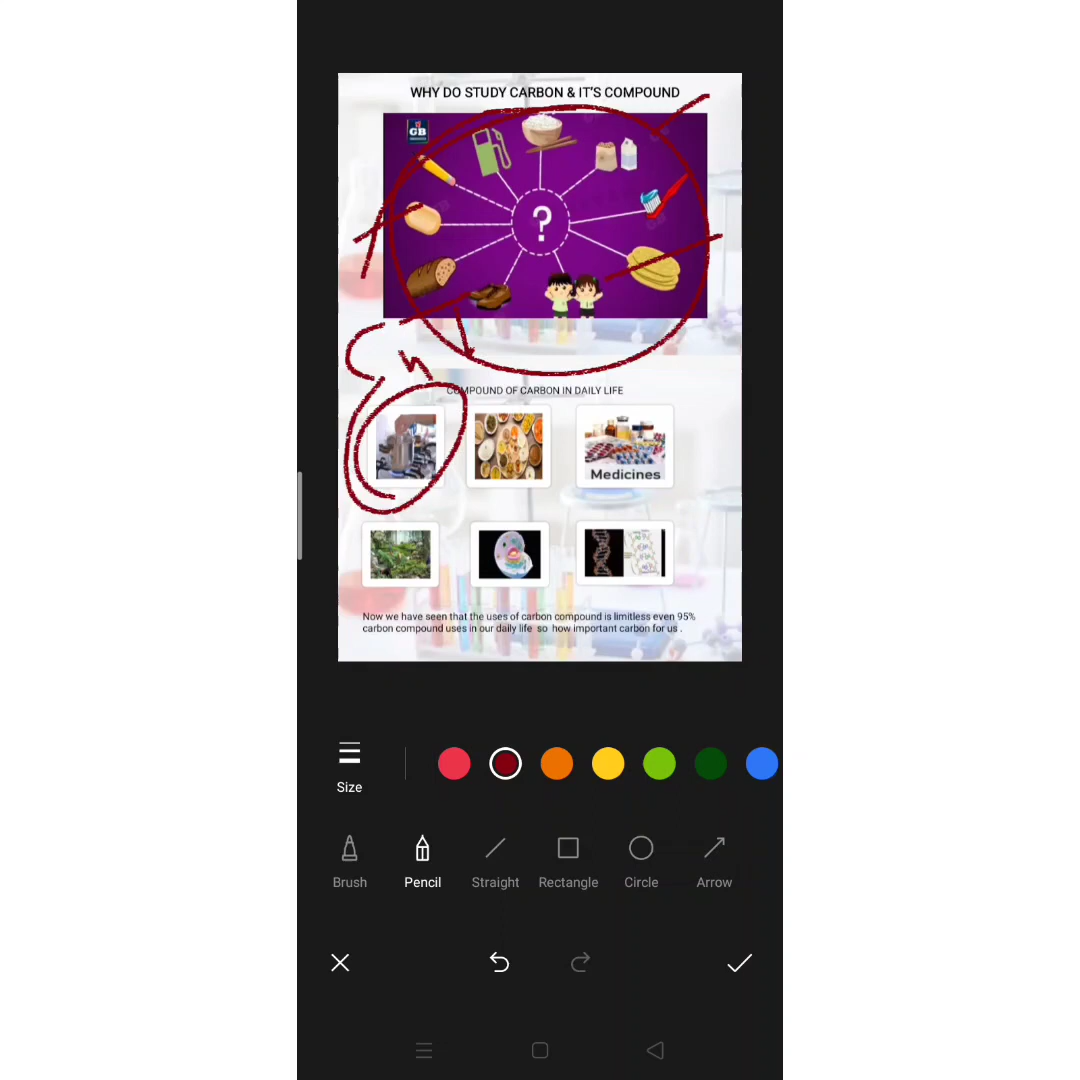 WHY DO STUDY CARBON & IT'S COMPOUND
GB
?
COMPOUND OF CARBON IN DAILY LIFE
Medicines
Now we have seen that the uses of carbon compound is limitless even 95%
carbon compound uses in our daily life so how important carbon for us .
Size
Brush Pencil Straight Rectangle Circle Arrow